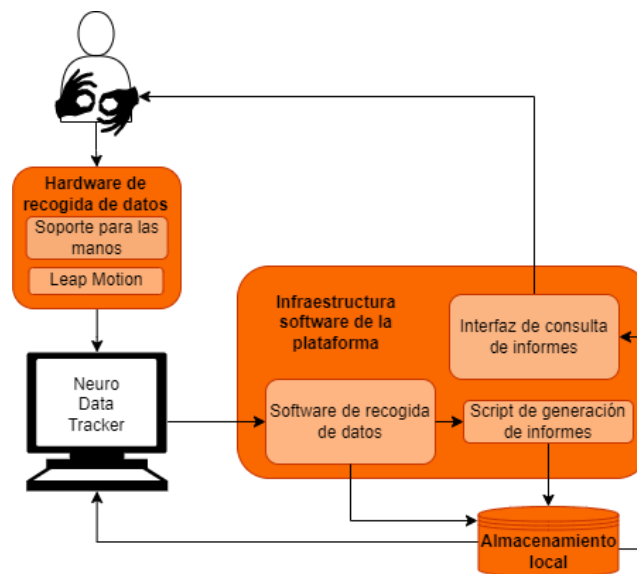 Hardware de
recogida de datos
Soporte para las
manos
Leap Motion
Neuro
Data
Tracker
Infraestructura
software de la
plataforma
Interfaz de consulta
de informes
Software de recogida
de datos
Script de generación
de informes
Almacenamiento
local